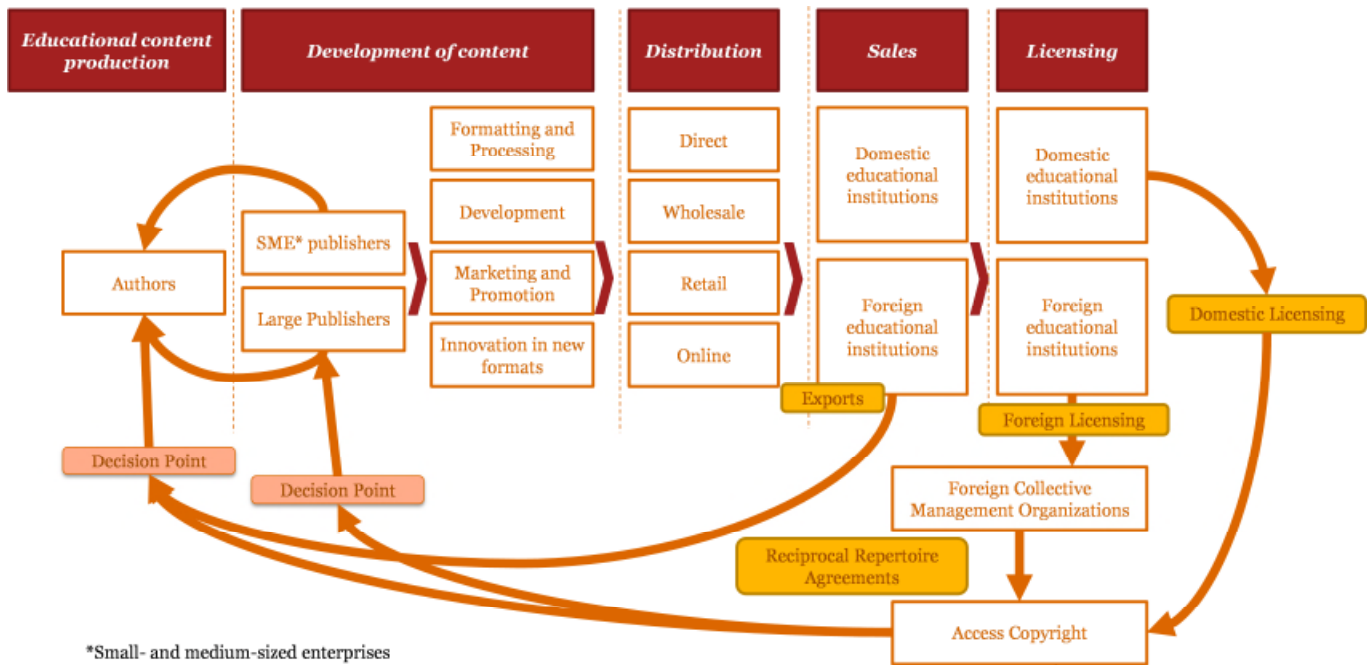 Educational content
production
Development of content
Distribution
Sales
Licensing
Authors
SME* publishers
Large Publishers
Formatting and
Processing
Development
Marketing and
Promotion
Innovation in new
formats
Direct
Wholesale
Retail
Online
Domestic
educational
institutions
Foreign
educational
institutions
Domestic
educational
institutions
Foreign
educational
institutions
Domestic Licensing
Exports
Foreign Licensing
Decision Point
Decision Point
Foreign Collective
Management Organizations
Reciprocal Repertoire
Agreements
Access Copyright
*Small- and medium-sized enterprises